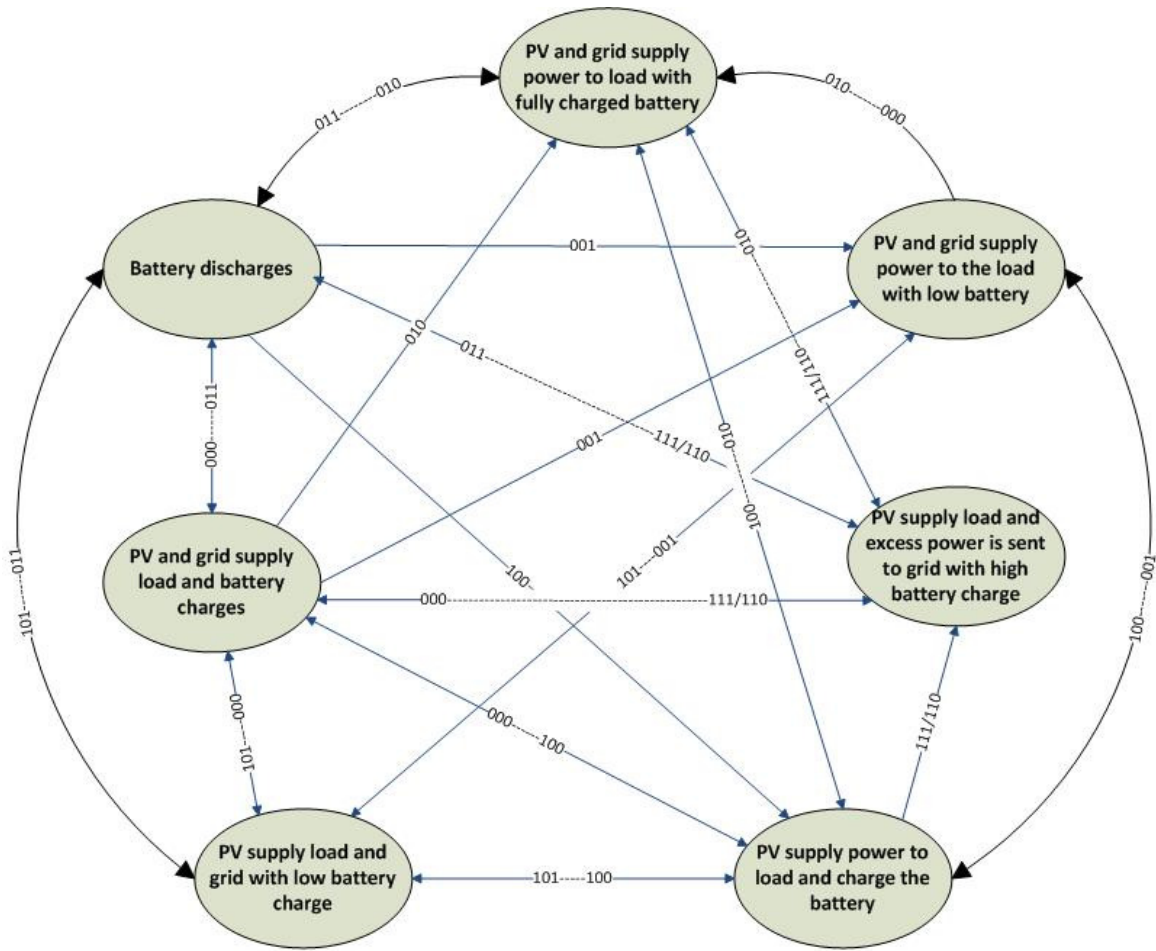 PV and grid supply
power to load with
fully charged battery
011--------010
010-----000
Battery discharges
001
PV and grid supply
power to the load
with low battery
010
010
111/110
011
111/110
000-----011
001
010
100
101----001
PV and grid supply
load and battery
charges
PV supply load and
excess power is sent
to grid with high
battery charge
100
000
111/110
101-----011
100------001
000-----100
101-----000
111/110
PV supply load and
grid with low battery
charge
101-----100
PV supply power to
load and charge the
battery